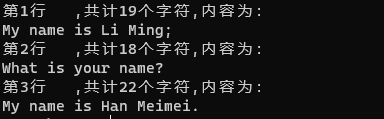 第1行   ,共计19个字符,内容为:
My name is Li Ming;
第2行   ,共计18个字符,内容为:
What is your name?
第3行   ,共计22个字符,内容为:
My name is Han Meimei.